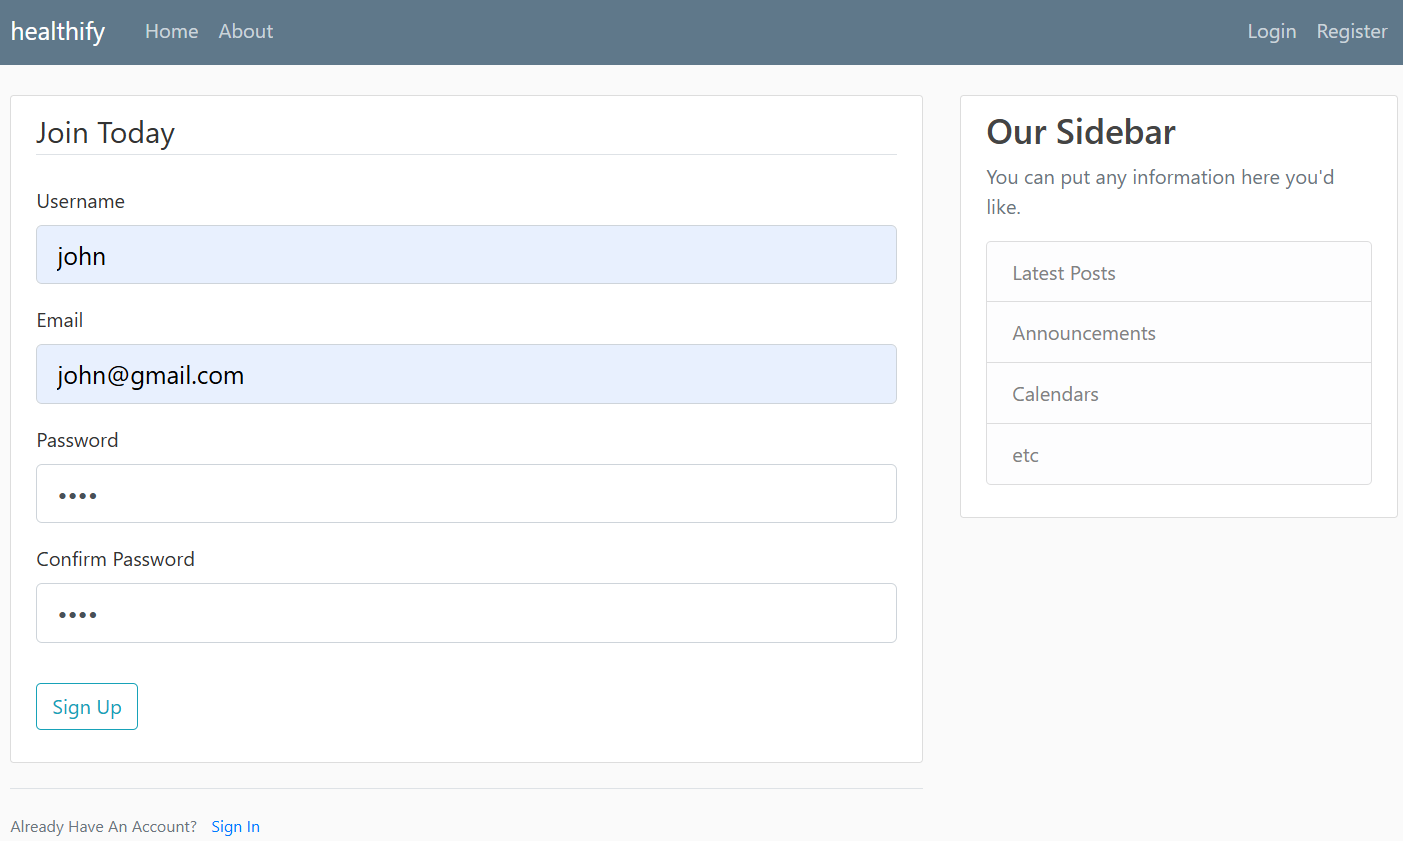 healthify Home About Login Register
Join Today
Username
john
Email
john@gmail.com
Password
••••
Confirm Password
••••
Sign Up
Already Have An Account? Sign In
Our Sidebar
You can put any information here you'd
like.
Latest Posts
Announcements
Calendars
etc